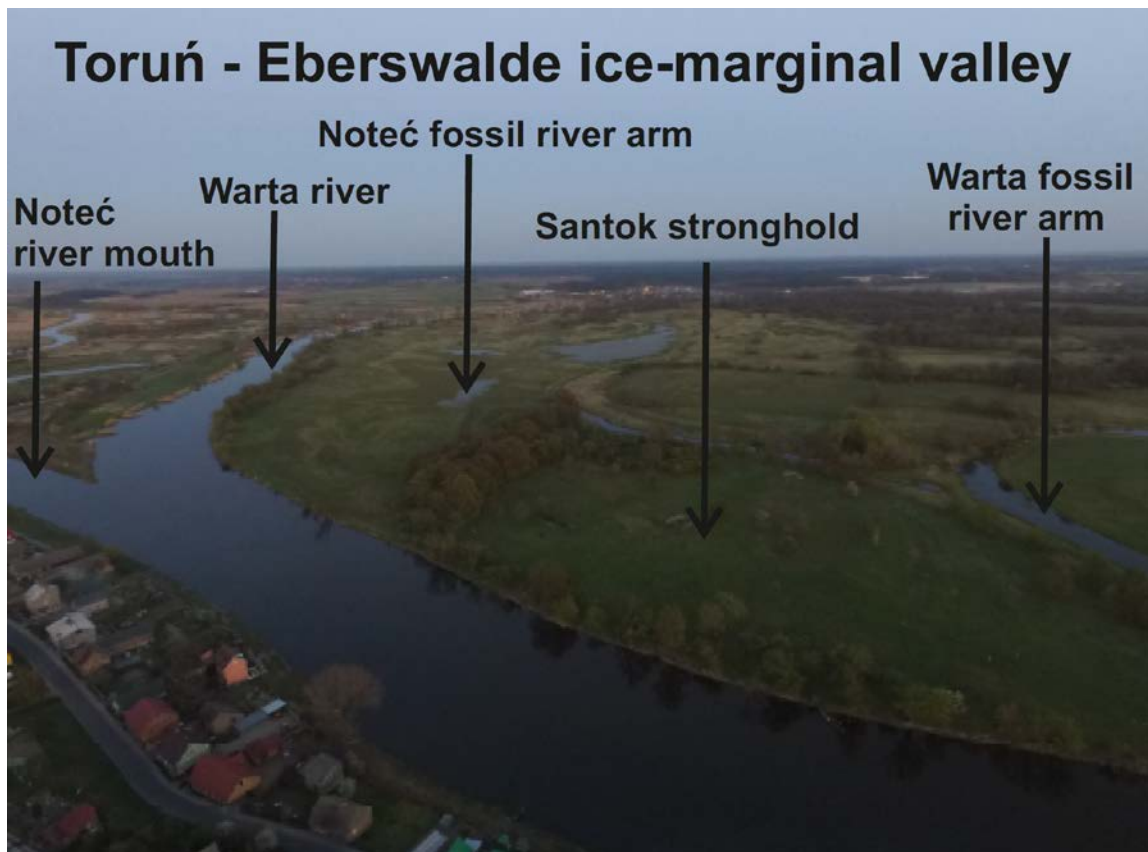 Toruń - Eberswalde ice-marginal valley
Noteć fossil river arm
Warta river
Warta fossil
river arm
Noteć
river mouth
Santok stronghold